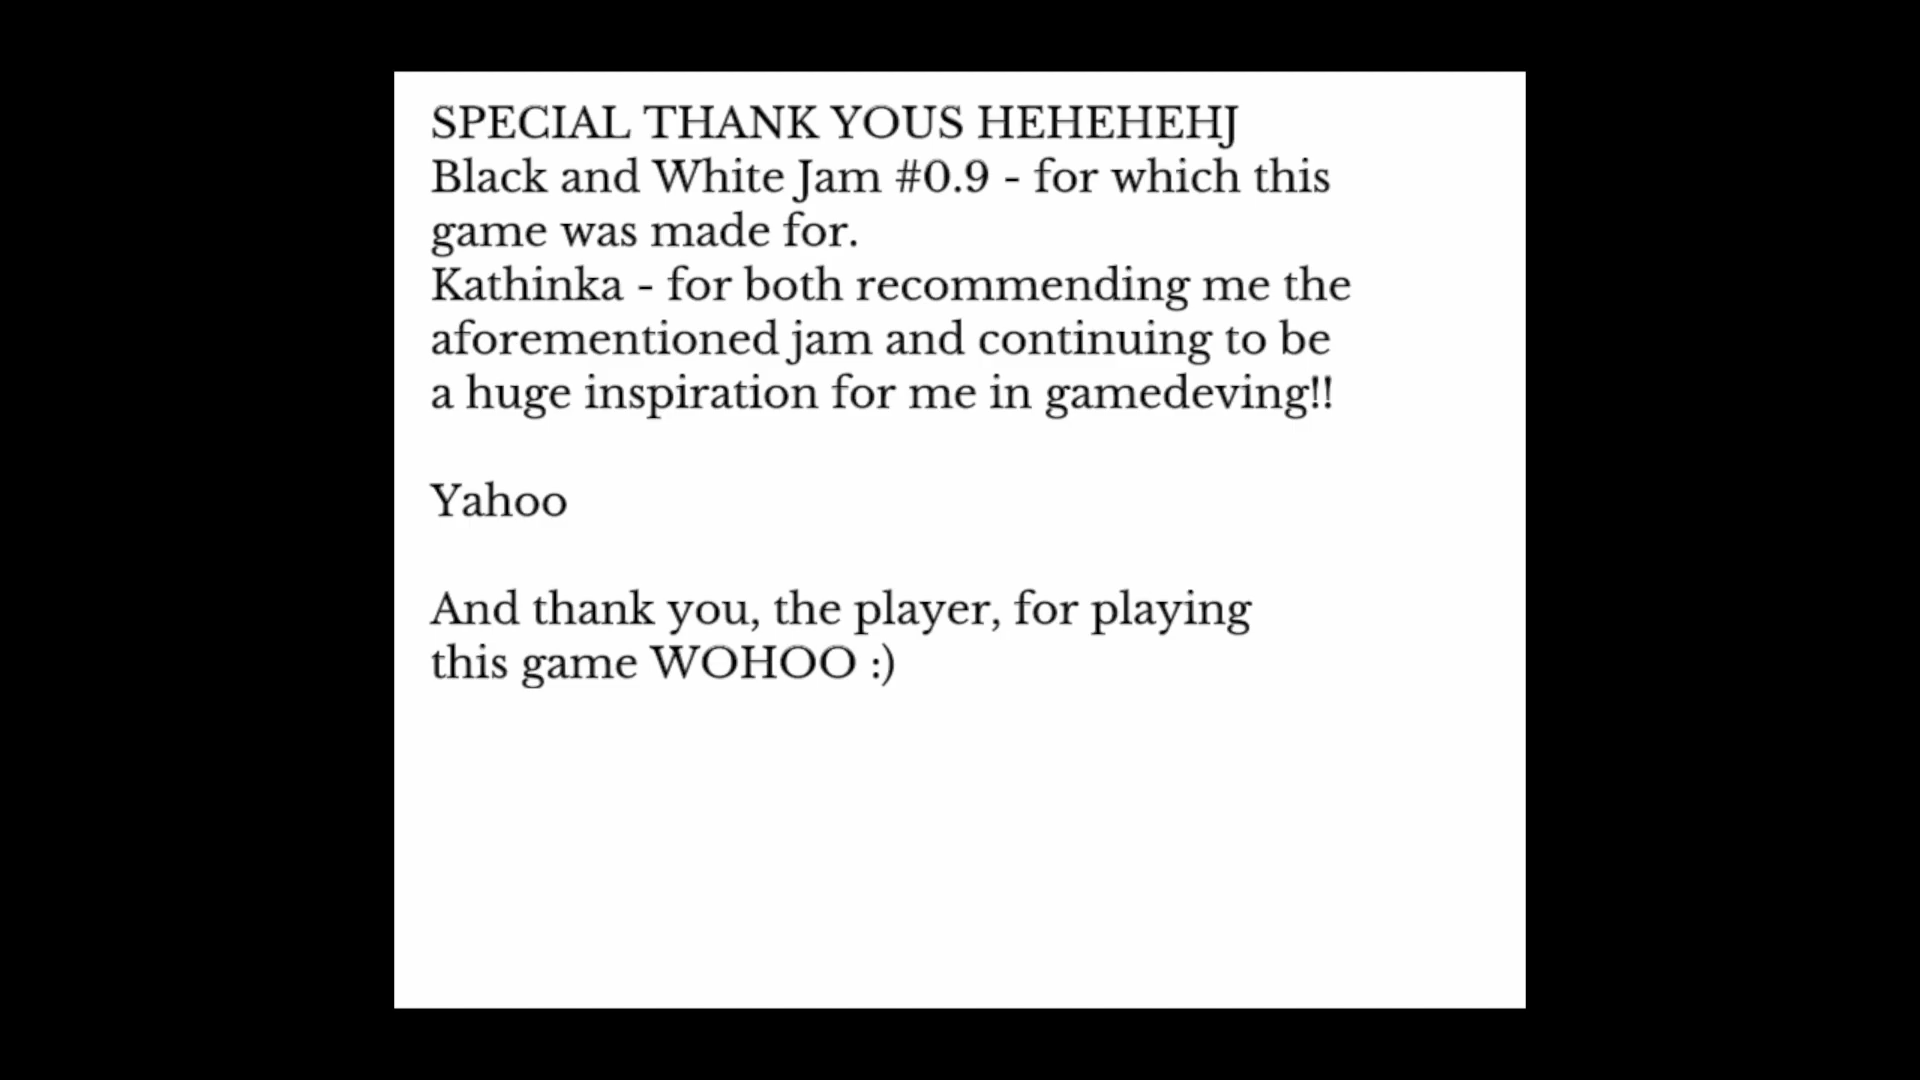 SPECIAL THANK YOUS HEHEHEHJ
Black and White Jam #0.9 - for which this
game was made for.
Kathinka - for both recommending me the
aforementioned jam and continuing to be
a huge inspiration for me in gamedeving!!
Yahoo
And thank you, the player, for playing
this game WOHOO :)